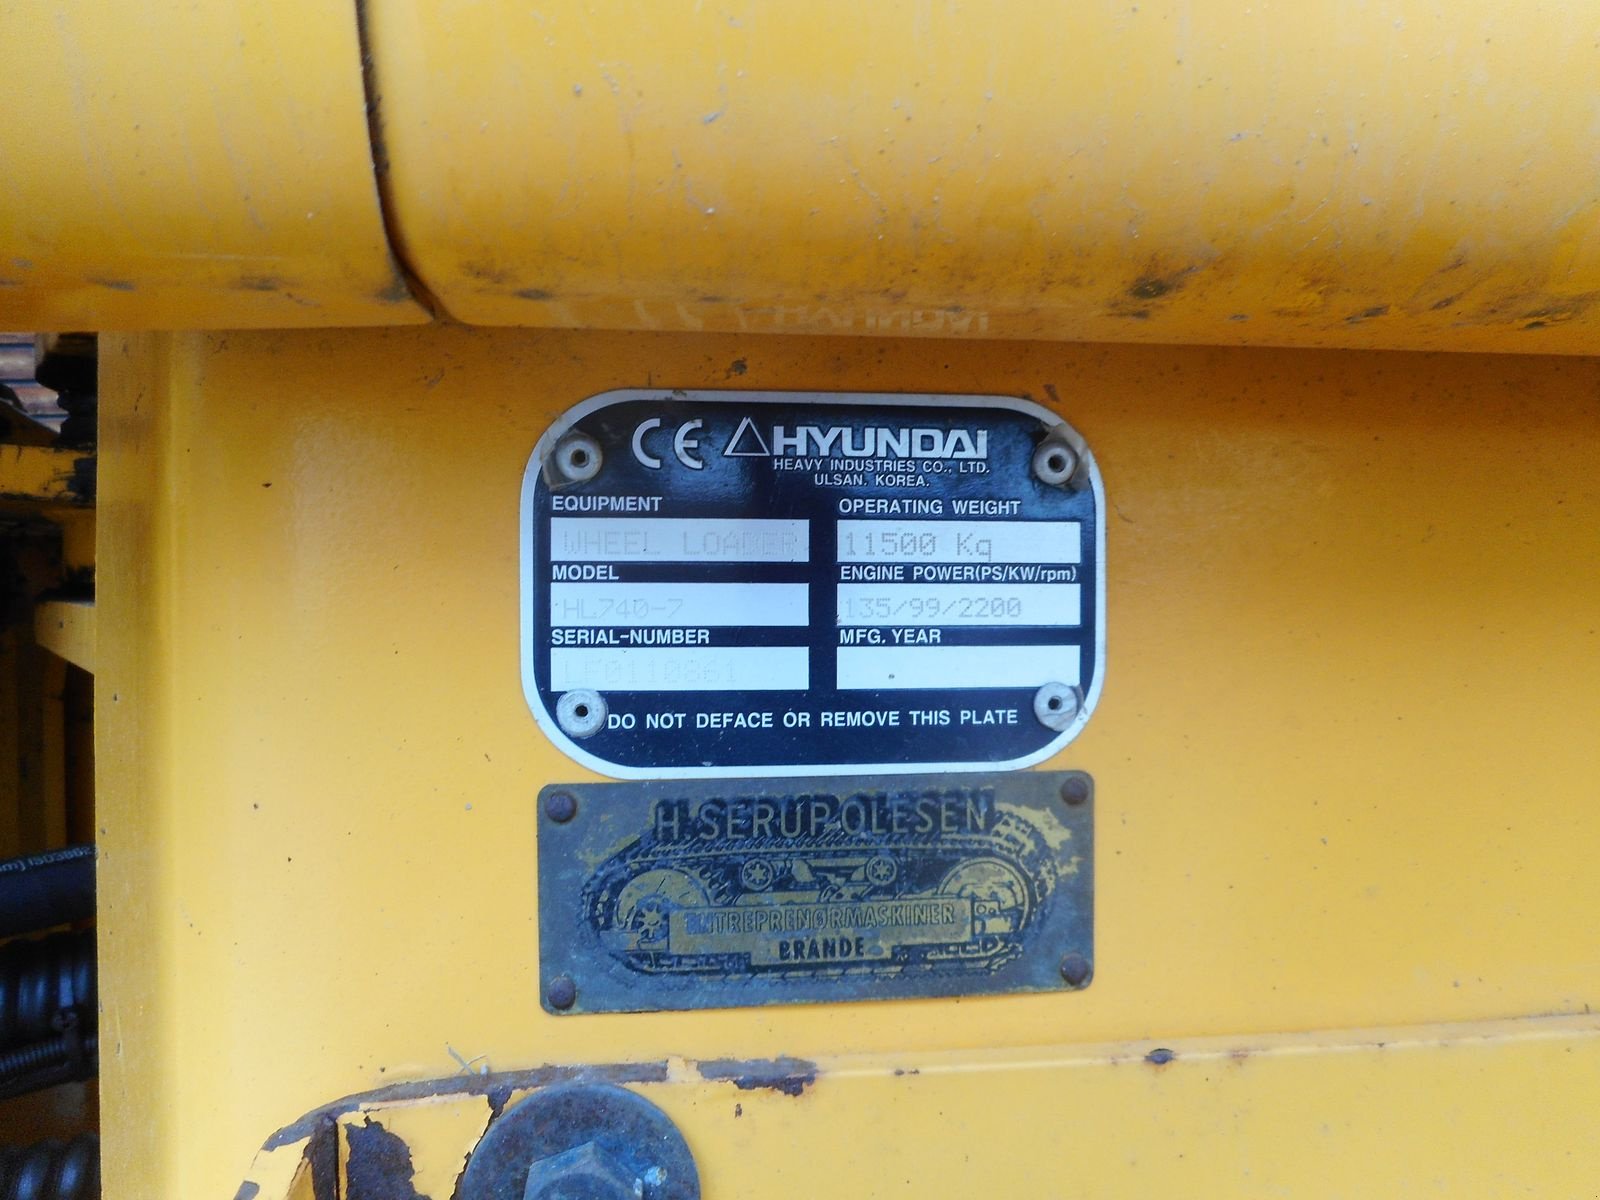 CE HYUNDAI
HEAVY INDUSTRIES CO., LTD.
ULSAN. KOREA.
EQUIPMENT
OPERATING WEIGHT
WHEEL LOADER
11500 Kg
MODEL
ENGINE POWER(PS/KW/rpm)
HL740-7
135/99/2200
SERIAL-NUMBER
MFG. YEAR
LF0110861
DO NOT DEFACE OR REMOVE THIS PLATE
H. SERUP OLESEN
ENTREPRENØRMASKINER
BRANDE